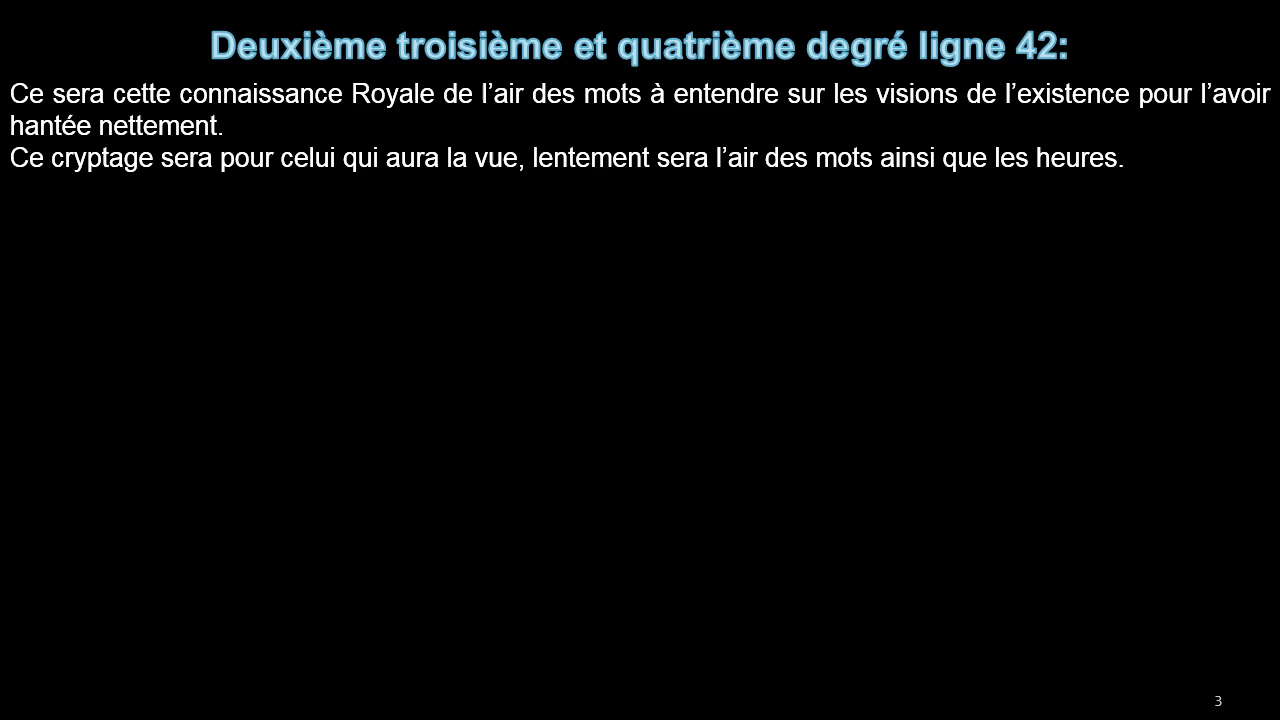 Deuxième troisième et quatrième degré ligne 42:
Ce sera cette connaissance Royale de l’air des mots à entendre sur les visions de l’existence pour l’avoir
hantée nettement.
Ce cryptage sera pour celui qui aura la vue, lentement sera l’air des mots ainsi que les heures.
3